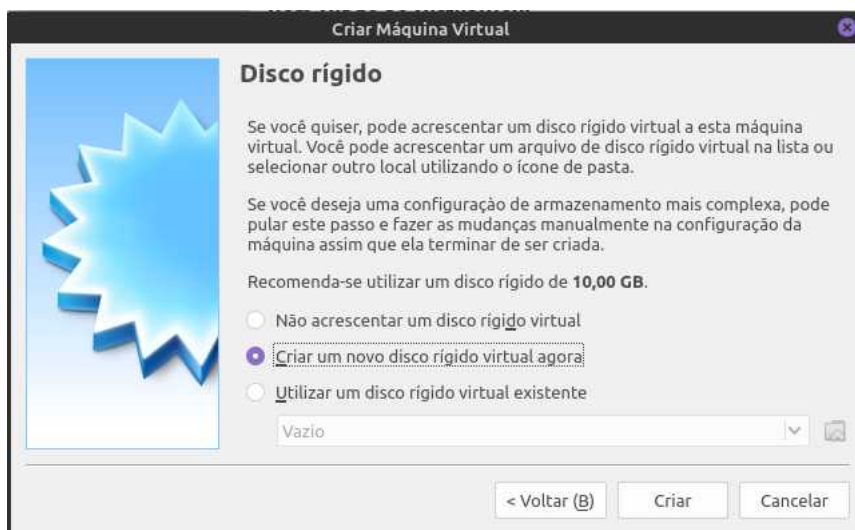 Criar Máquina Virtual
Disco rígido
Se você quiser, pode acrescentar um disco rígido virtual a esta máquina
virtual. Você pode acrescentar um arquivo de disco rígido virtual na lista ou
selecionar outro local utilizando o ícone de pasta.
Se você deseja uma configuração de armazenamento mais complexa, pode
pular este passo e fazer as mudanças manualmente na configuração da
máquina assim que ela terminar de ser criada.
Recomenda-se utilizar um disco rígido de 10,00 GB.
Não acrescentar um disco rígido virtual
Criar um novo disco rígido virtual agora
Utilizar um disco rígido virtual existente
Vazio
< Voltar (B)
Criar
Cancelar